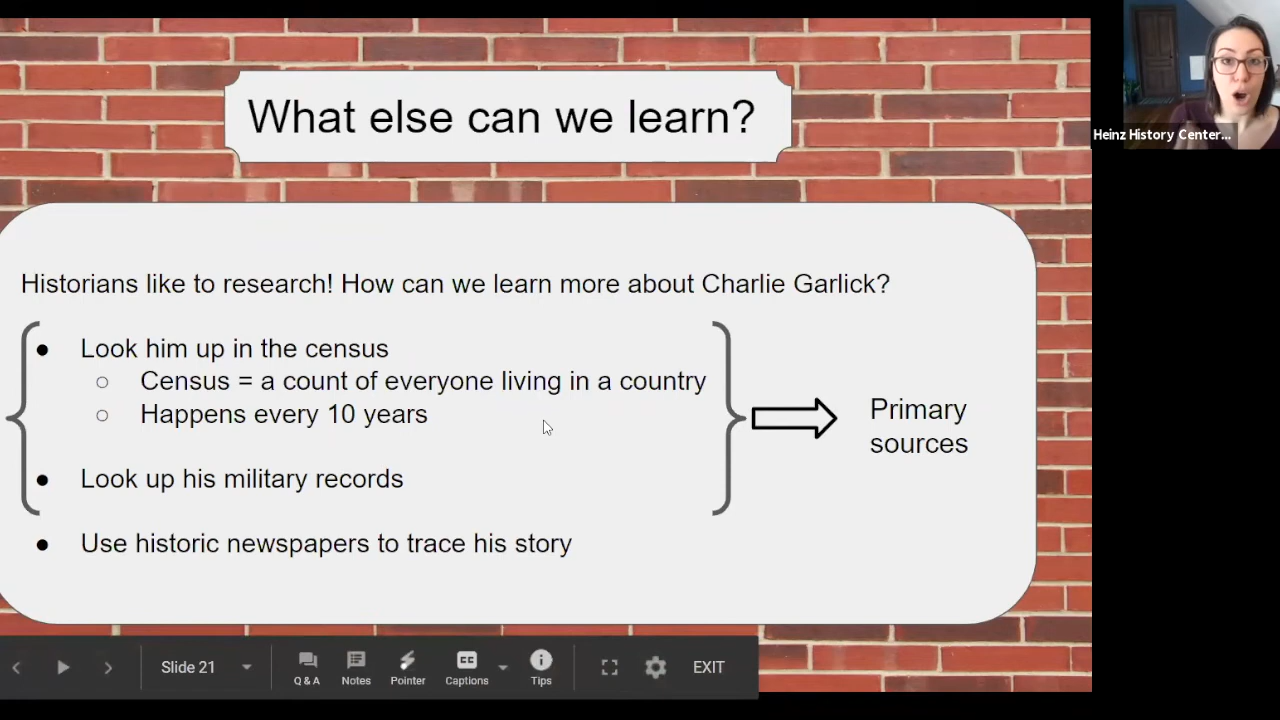 What else can we learn?
Heinz History Center...
Historians like to research! How can we learn more about Charlie Garlick?
● Look him up in the census
○ Census = a count of everyone living in a country
○ Happens every 10 years
● Look up his military records
● Use historic newspapers to trace his story
Primary
sources
Slide 21
Q & A
Notes
Pointer
CC
Captions
Tips
EXIT